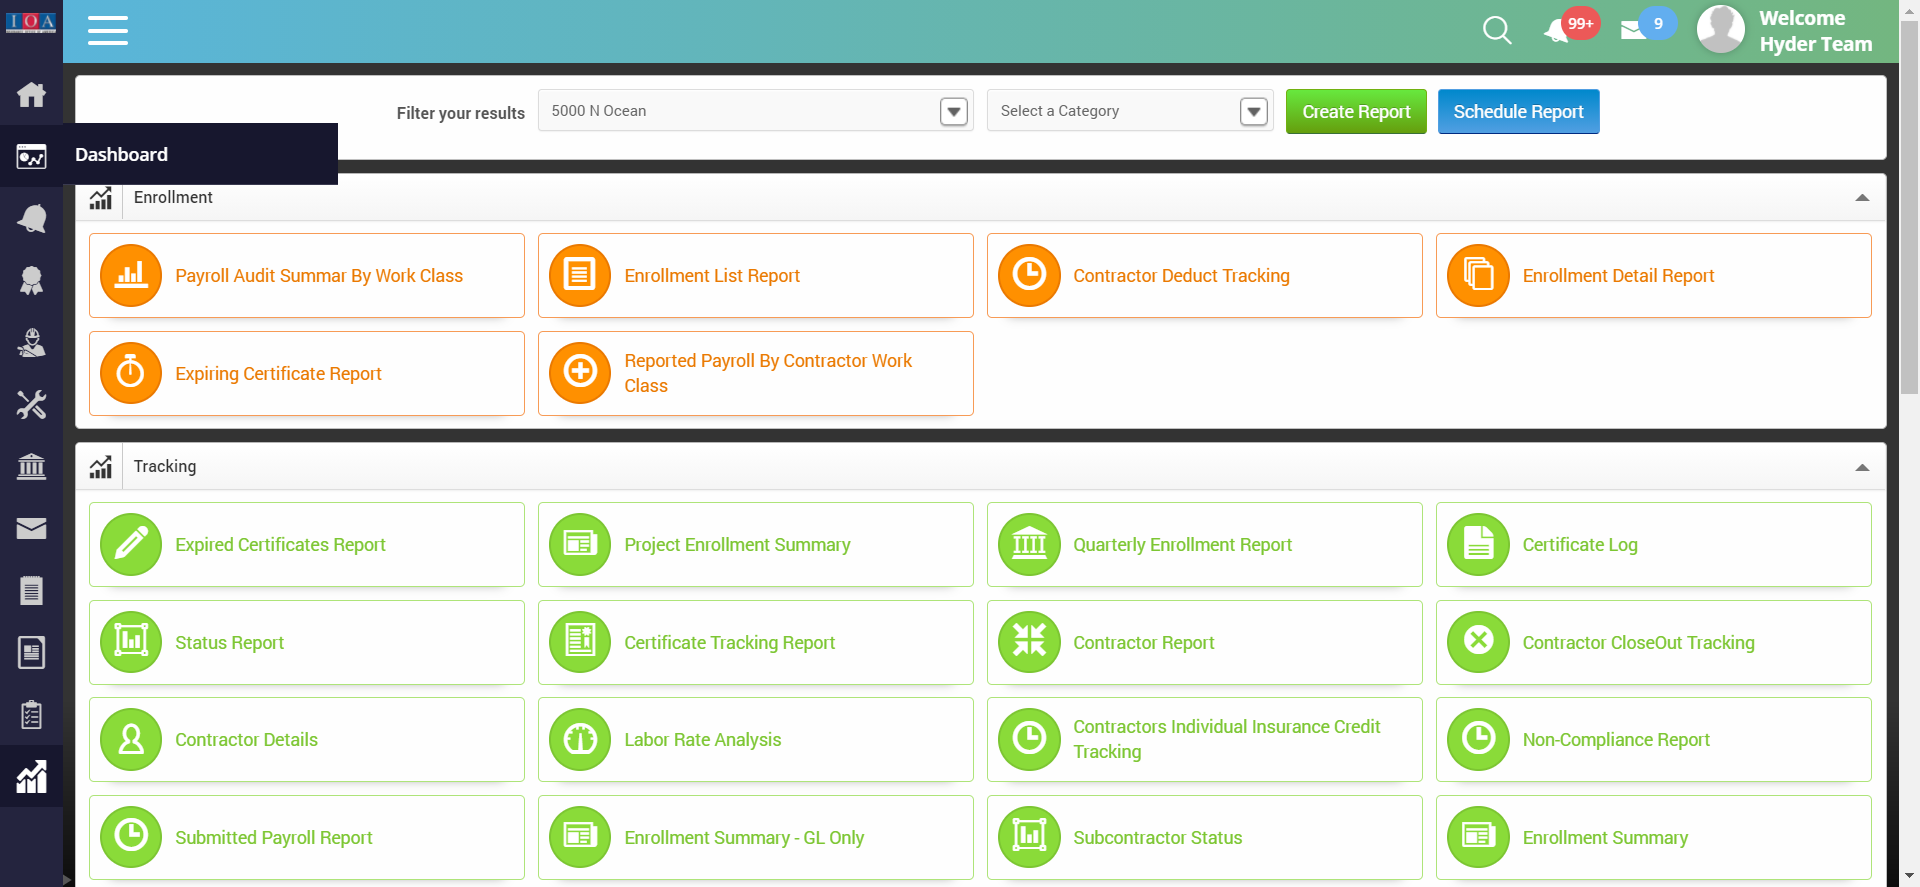 IOA
99+
9
Welcome
Hyder Team
Filter your results
5000 N Ocean
Select a Category
Create Report
Schedule Report
Dashboard
Enrollment
Payroll Audit Summar By Work Class
Enrollment List Report
Contractor Deduct Tracking
Enrollment Detail Report
Expiring Certificate Report
Reported Payroll By Contractor Work
Class
Tracking
Expired Certificates Report
Project Enrollment Summary
Quarterly Enrollment Report
Certificate Log
Status Report
Certificate Tracking Report
Contractor Report
Contractor CloseOut Tracking
Contractor Details
Labor Rate Analysis
Contractors Individual Insurance Credit
Tracking
Non-Compliance Report
Submitted Payroll Report
Enrollment Summary - GL Only
Subcontractor Status
Enrollment Summary